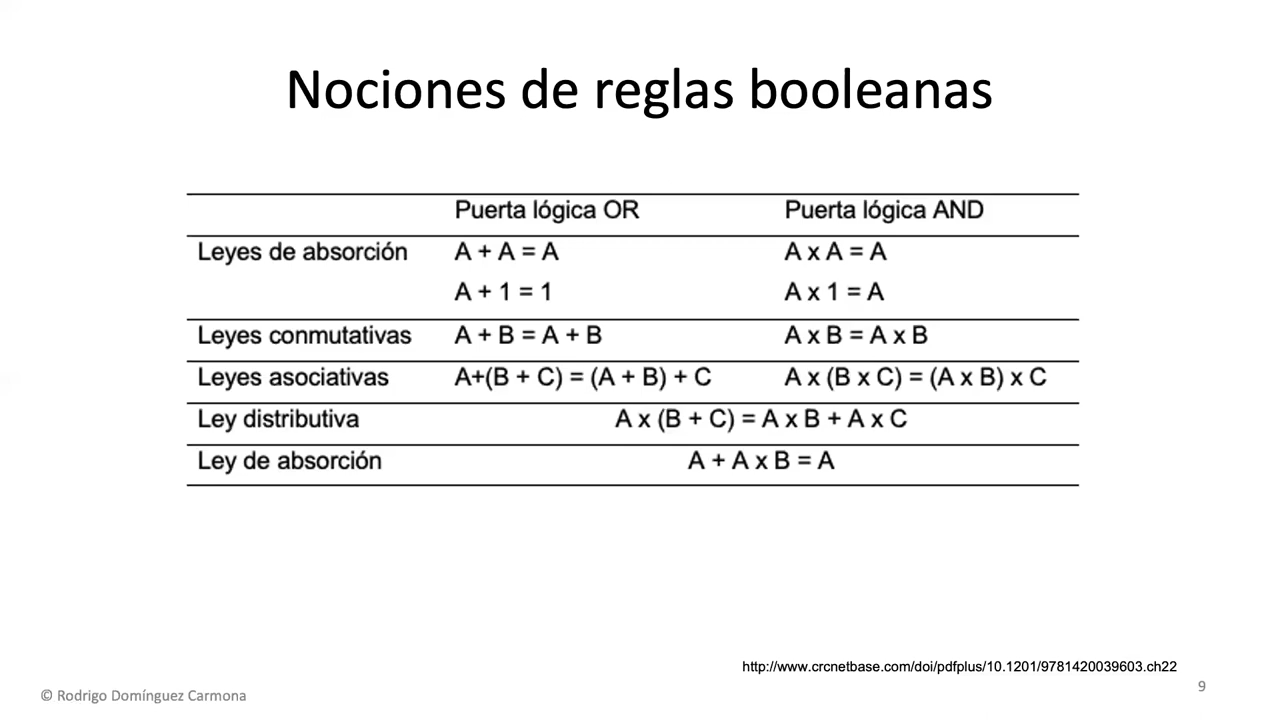 Nociones de reglas booleanas
Puerta lógica OR Puerta lógica AND
Leyes de absorción A + A = A A x A = A
A + 1 = 1 A x 1 = A
Leyes conmutativas A + B = A + B A x B = A x B
Leyes asociativas A+(B + C) = (A + B) + C A x (B x C) = (A x B) x C
Ley distributiva A x (B + C) = A x B + A x C
Ley de absorción A + A x B = A
http://www.crcnetbase.com/doi/pdfplus/10.1201/9781420039603.ch22
© Rodrigo Domínguez Carmona 9